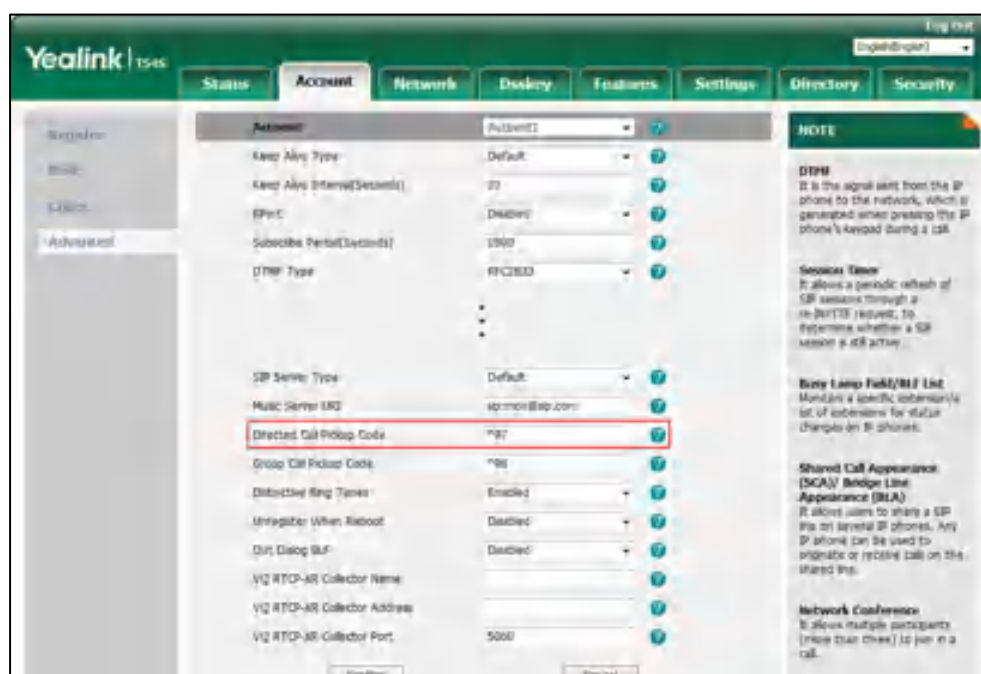 Log Out
English(English)
Yealink T54S
Status Account Network Dsskey Features Settings Directory Security
Register
Basic
Codec
Advanced
Account Account1
Keep Alive Type Default
Keep Alive Interval(Seconds) 30
RPort Disabled
Subscribe Period(Seconds) 1800
DTMF Type RFC2833
SIP Server Type Default
Music Server URI
Directed Call Pickup Code *97
Group Call Pickup Code *98
Distinctive Ring Tones Enabled
Unregister When Reboot Disabled
Out Dialog BLF Disabled
VQ RTCP-XR Collector Name
VQ RTCP-XR Collector Address
VQ RTCP-XR Collector Port 5060
NOTE
DTMF
It is the signal sent from the IP
phone to the network, which is
generated when pressing the IP
phone's keypad during a call.
Session Timer
It allows a periodic refresh of
SIP sessions through a
re-INVITE request, to
determine whether a SIP
session is still active.
Busy Lamp Field/BLF List
Monitors a specific extension/a
list of extensions for status
changes on IP phones.
Shared Call Appearance
(SCA)/ Bridge Line
Appearance (BLA)
It allows users to share a SIP
line on several IP phones. Any
IP phone can be used to
originate or receive calls on the
shared line.
Network Conference
It allows multiple participants
(more than three) to join in a
call.